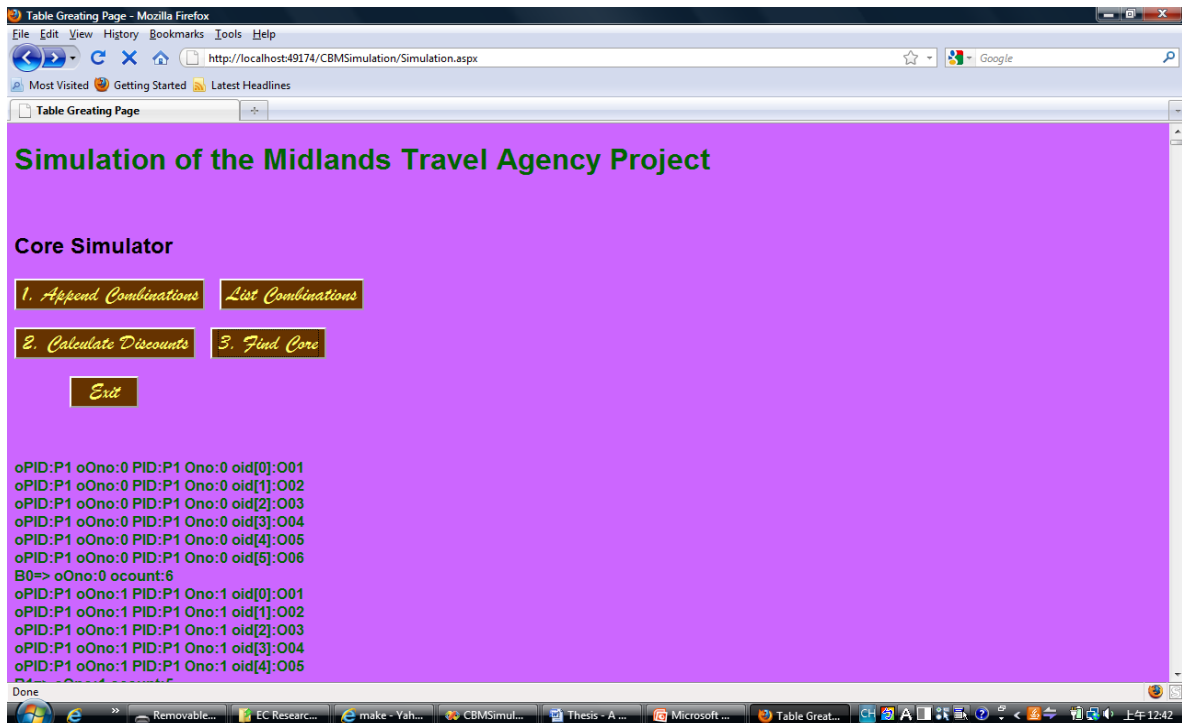 Table Greating Page - Mozilla Firefox
File Edit View History Bookmarks Tools Help
http://localhost:49174/CBMSimulation/Simulation.aspx
Google
Most Visited Getting Started Latest Headlines
Table Greating Page
Simulation of the Midlands Travel Agency Project
Core Simulator
1. Append Combinations List Combinations
2. Calculate Discounts 3. Find Core
Exit
oPID:P1 oOno:0 PID:P1 Ono:0 oid[0]:O01
oPID:P1 oOno:0 PID:P1 Ono:0 oid[1]:O02
oPID:P1 oOno:0 PID:P1 Ono:0 oid[2]:O03
oPID:P1 oOno:0 PID:P1 Ono:0 oid[3]:O04
oPID:P1 oOno:0 PID:P1 Ono:0 oid[4]:O05
oPID:P1 oOno:0 PID:P1 Ono:0 oid[5]:O06
B0=> oOno:0 ocount:6
oPID:P1 oOno:1 PID:P1 Ono:1 oid[0]:O01
oPID:P1 oOno:1 PID:P1 Ono:1 oid[1]:O02
oPID:P1 oOno:1 PID:P1 Ono:1 oid[2]:O03
oPID:P1 oOno:1 PID:P1 Ono:1 oid[3]:O04
oPID:P1 oOno:1 PID:P1 Ono:1 oid[4]:O05
Done
Removable... EC Researc... make - Yah... CBMSimul... Thesis - A ... Microsoft ... Table Great... CH A 上午 12:42